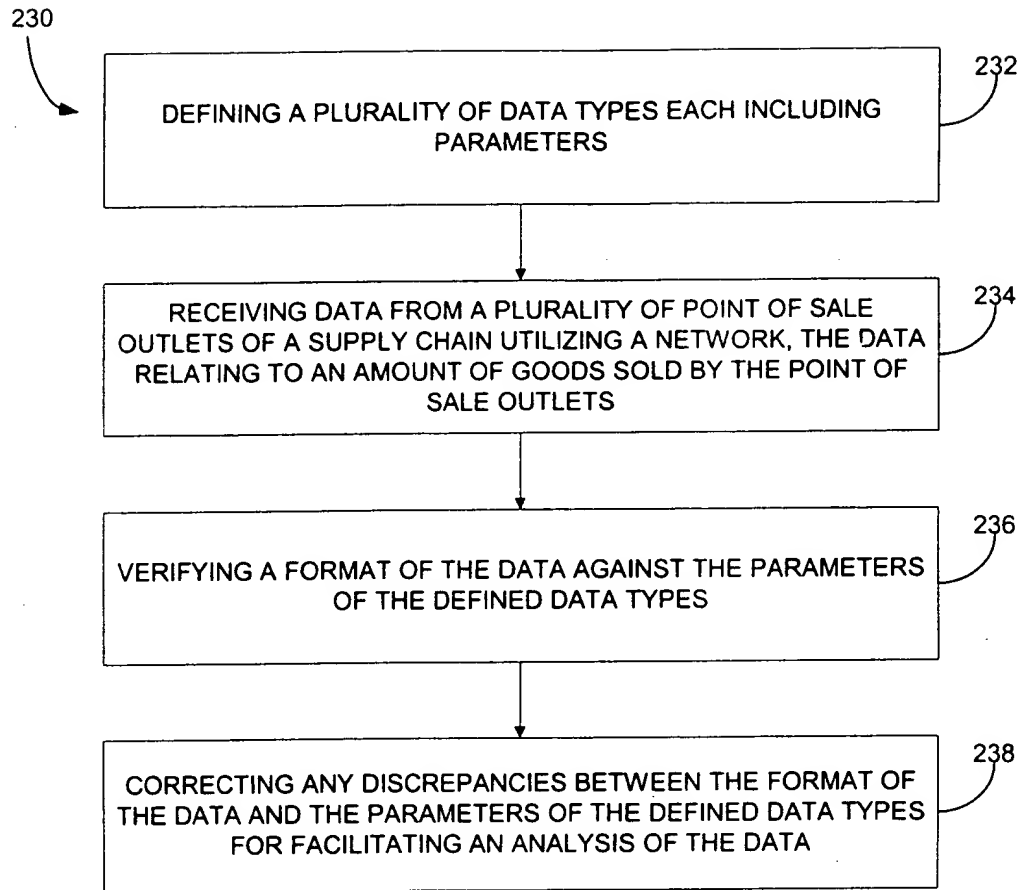 230
232
DEFINING A PLURALITY OF DATA TYPES EACH INCLUDING
PARAMETERS
234
RECEIVING DATA FROM A PLURALITY OF POINT OF SALE
OUTLETS OF A SUPPLY CHAIN UTILIZING A NETWORK, THE DATA
RELATING TO AN AMOUNT OF GOODS SOLD BY THE POINT OF
SALE OUTLETS
236
VERIFYING A FORMAT OF THE DATA AGAINST THE PARAMETERS
OF THE DEFINED DATA TYPES
238
CORRECTING ANY DISCREPANCIES BETWEEN THE FORMAT OF
THE DATA AND THE PARAMETERS OF THE DEFINED DATA TYPES
FOR FACILITATING AN ANALYSIS OF THE DATA